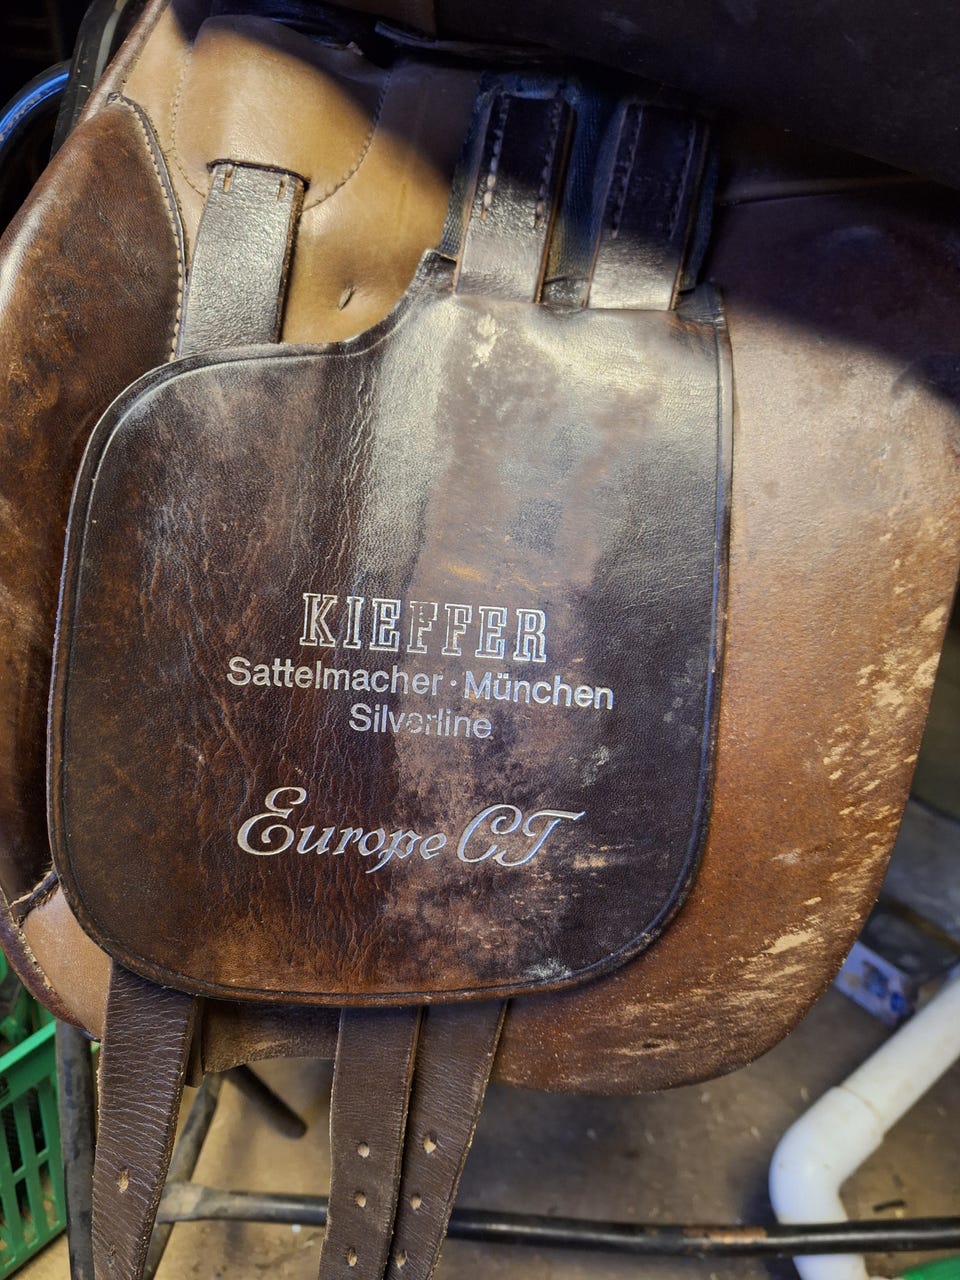 KIEFFER
Sattelmacher · München
Silverline
Europe CT